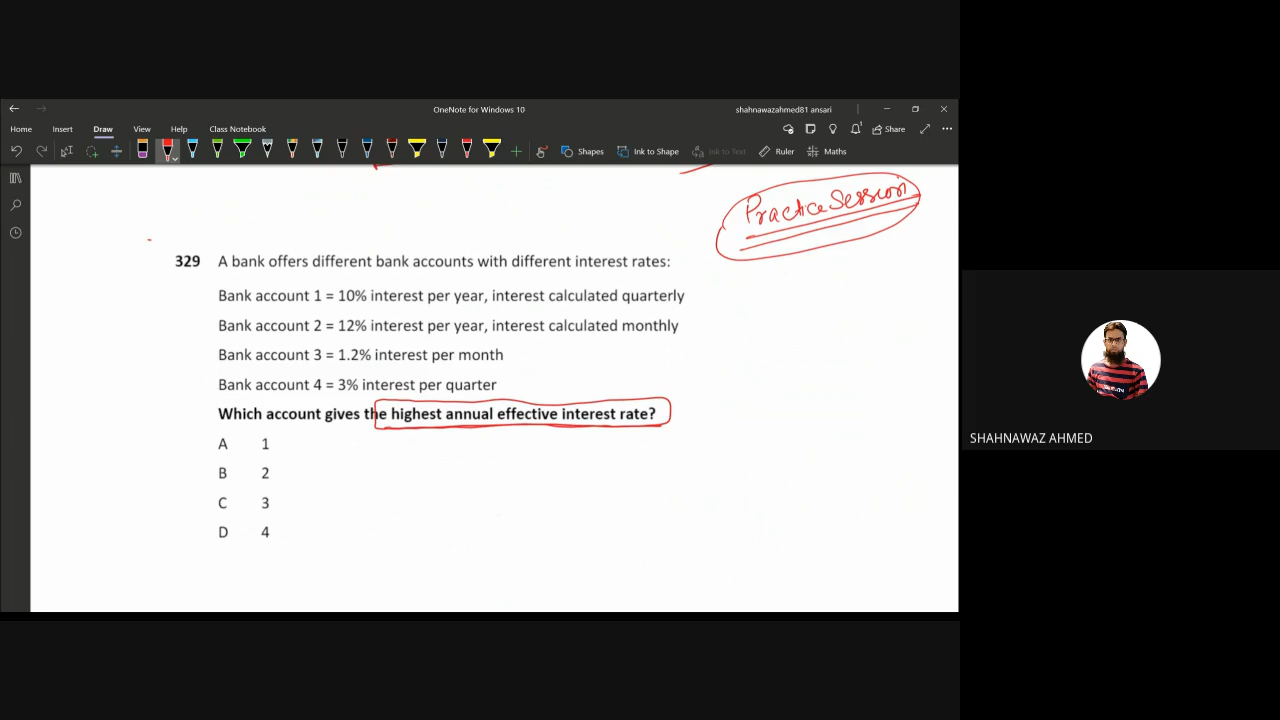 OneNote for Windows 10
shahnawazahmed81 ansari
Home Insert Draw View Help Class Notebook
Share
Shapes Ink to Shape Ink to Text Ruler Maths
Practice Session
329 A bank offers different bank accounts with different interest rates:
Bank account 1 = 10% interest per year, interest calculated quarterly
Bank account 2 = 12% interest per year, interest calculated monthly
Bank account 3 = 1.2% interest per month
Bank account 4 = 3% interest per quarter
Which account gives the highest annual effective interest rate?
A 1
B 2
C 3
D 4
SHAHNAWAZ AHMED